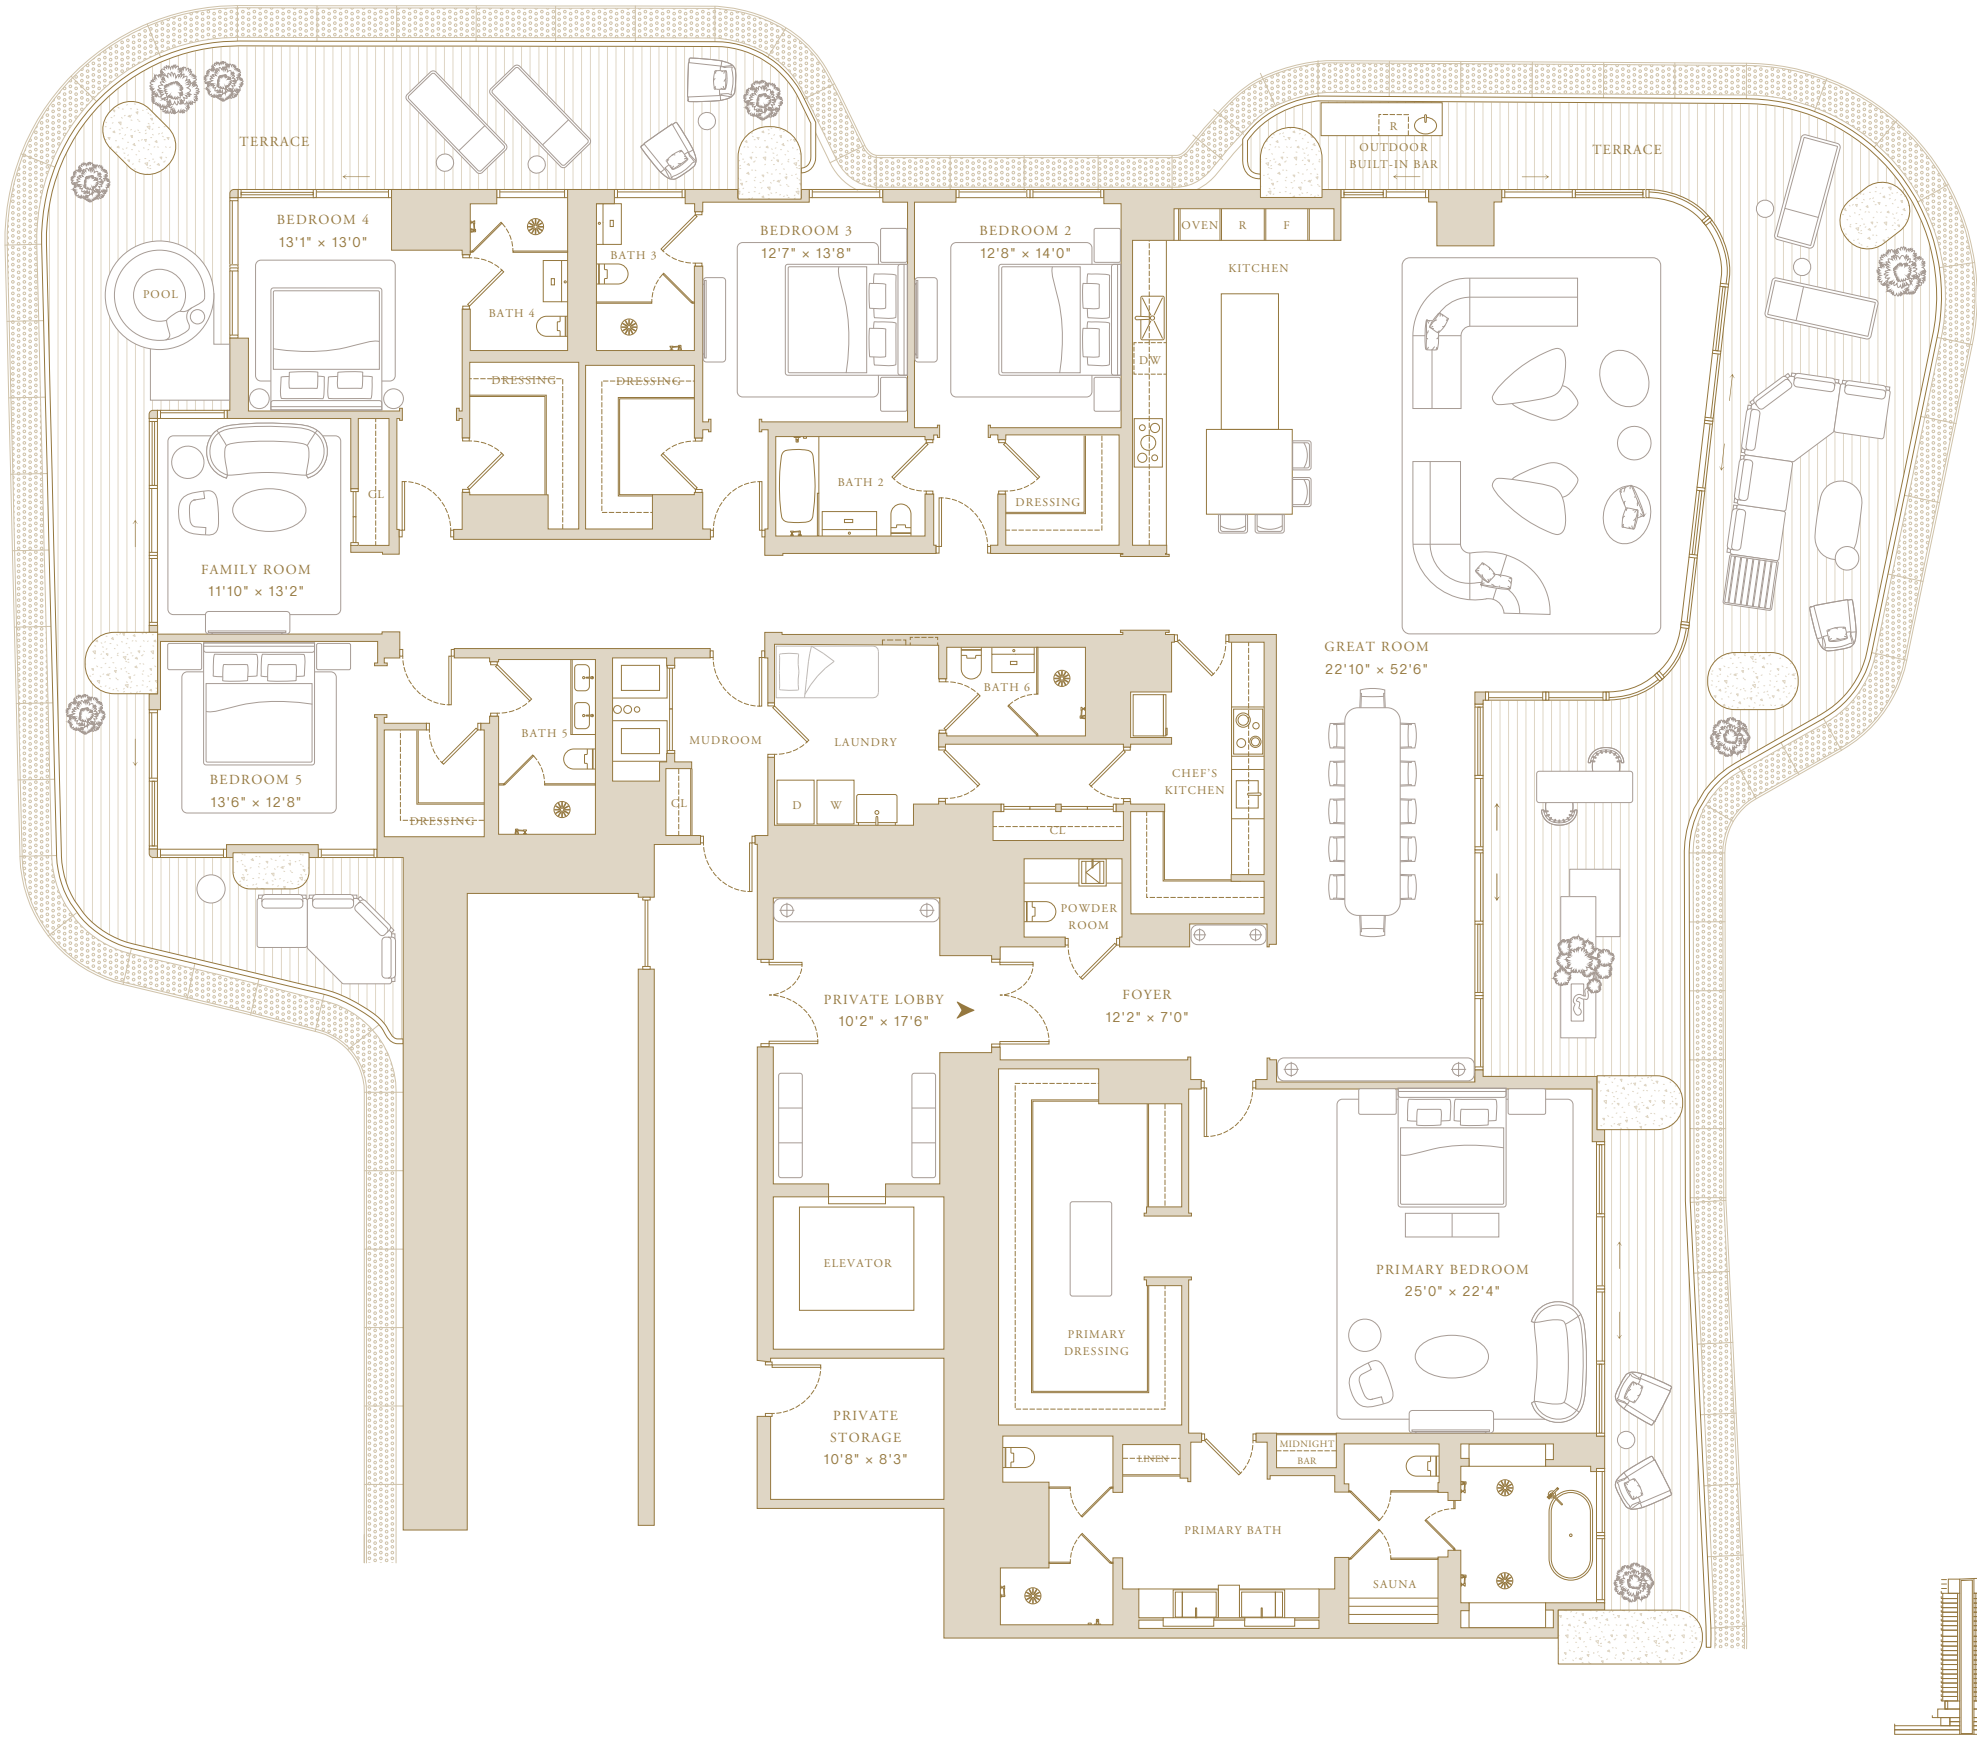 TERRACE
R
OUTDOOR
BUILT-IN BAR
TERRACE
BEDROOM 4
13'1" × 13'0"
BATH 3
BEDROOM 3
12'7" × 13'8"
BEDROOM 2
12'8" × 14'0"
OVEN
R
F
KITCHEN
POOL
BATH 4
DW
DRESSING
DRESSING
CL
BATH 2
DRESSING
FAMILY ROOM
11'10" × 13'2"
GREAT ROOM
22'10" × 52'6"
BATH 6
BATH 5
MUDROOM
LAUNDRY
BEDROOM 5
13'6" × 12'8"
CHEF'S
KITCHEN
D
W
CL
DRESSING
CL
POWDER
ROOM
PRIVATE LOBBY
10'2" × 17'6"
FOYER
12'2" × 7'0"
ELEVATOR
PRIMARY BEDROOM
25'0" × 22'4"
PRIMARY
DRESSING
PRIVATE
STORAGE
10'8" × 8'3"
LINEN
MIDNIGHT
BAR
PRIMARY BATH
SAUNA